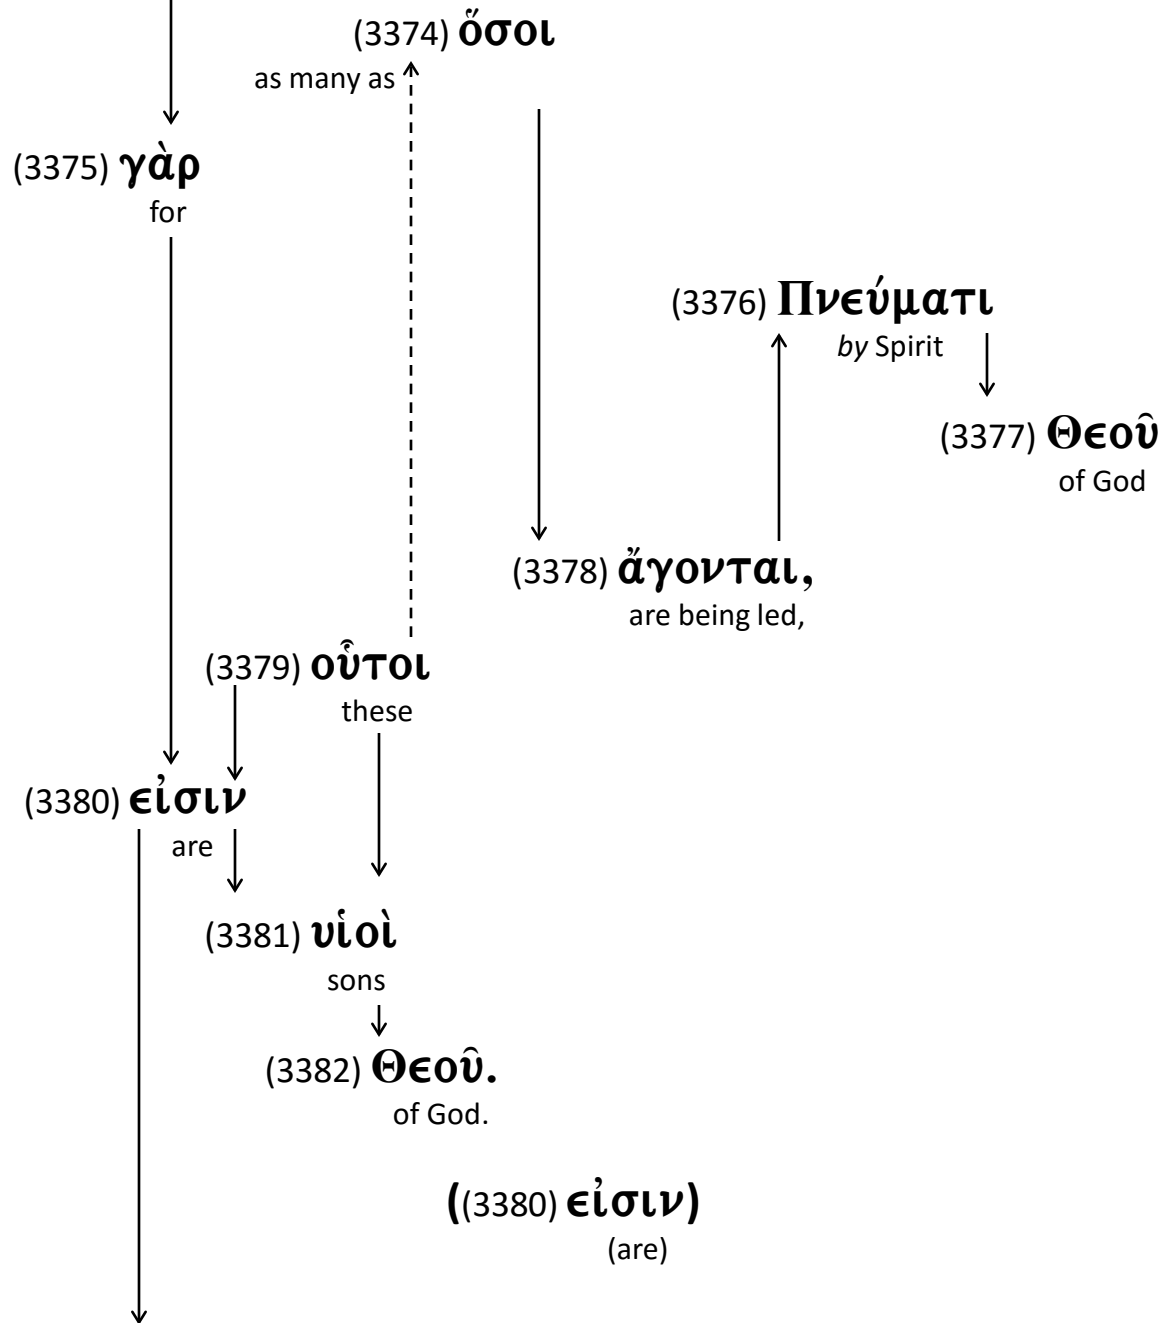 (3374) ὅσοι
as many as
(3375) γὰρ
for
(3376) Πνεύματι
by Spirit
(3377) Θεοῦ
of God
(3378) ἄγονται,
are being led,
(3379) οὗτοι
these
(3380) εἰσιν
are
(3381) υἱοὶ
sons
(3382) Θεοῦ.
of God.
((3380) εἰσιν)
(are)